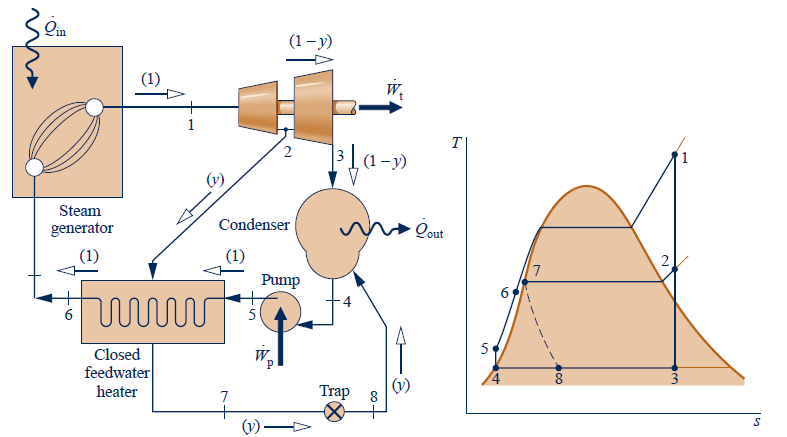 Q̇in
(1)
1
(1 – y)
Ẇt
2
3
(1 – y)
(y)
Steam
generator
Condenser
Q̇out
(1)
(1)
Pump
6
5
4
Closed
feedwater
heater
Ẇp
7
Trap
8
(y)
(y)
T
1
2
7
6
5
4
8
3
s